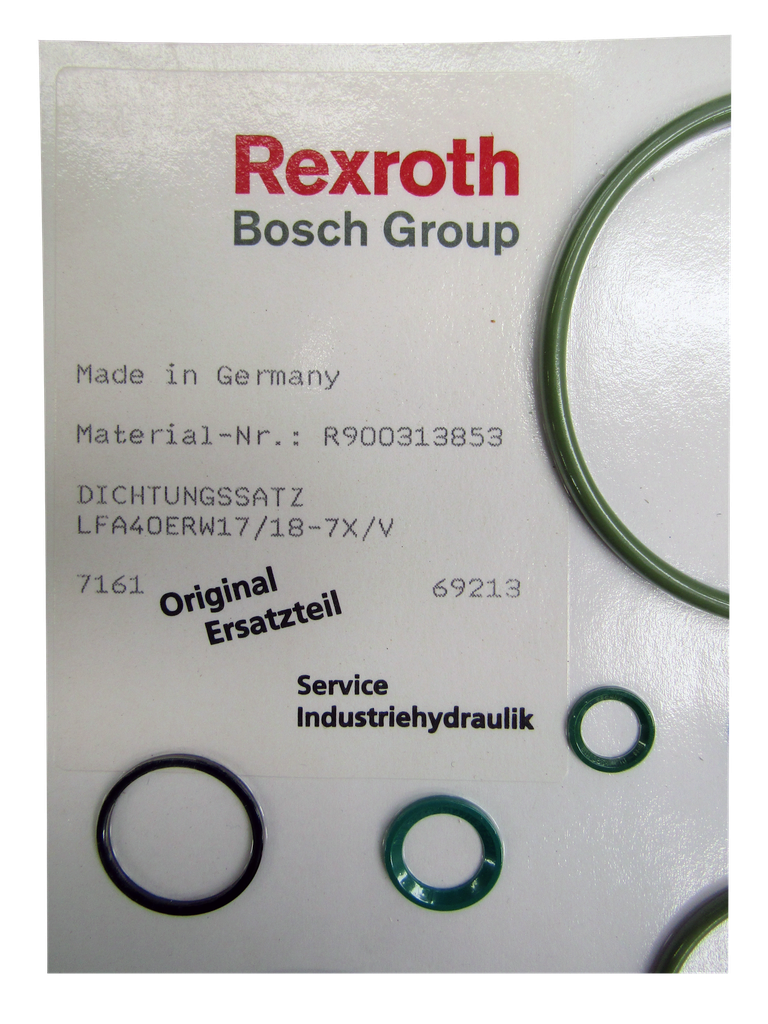 Rexroth
Bosch Group
Made in Germany
Material-Nr.: R900313853
DICHTUNGSSATZ
LFA40ERW17/18-7X/V
7161 69213
Original
Ersatzteil
Service
Industriehydraulik